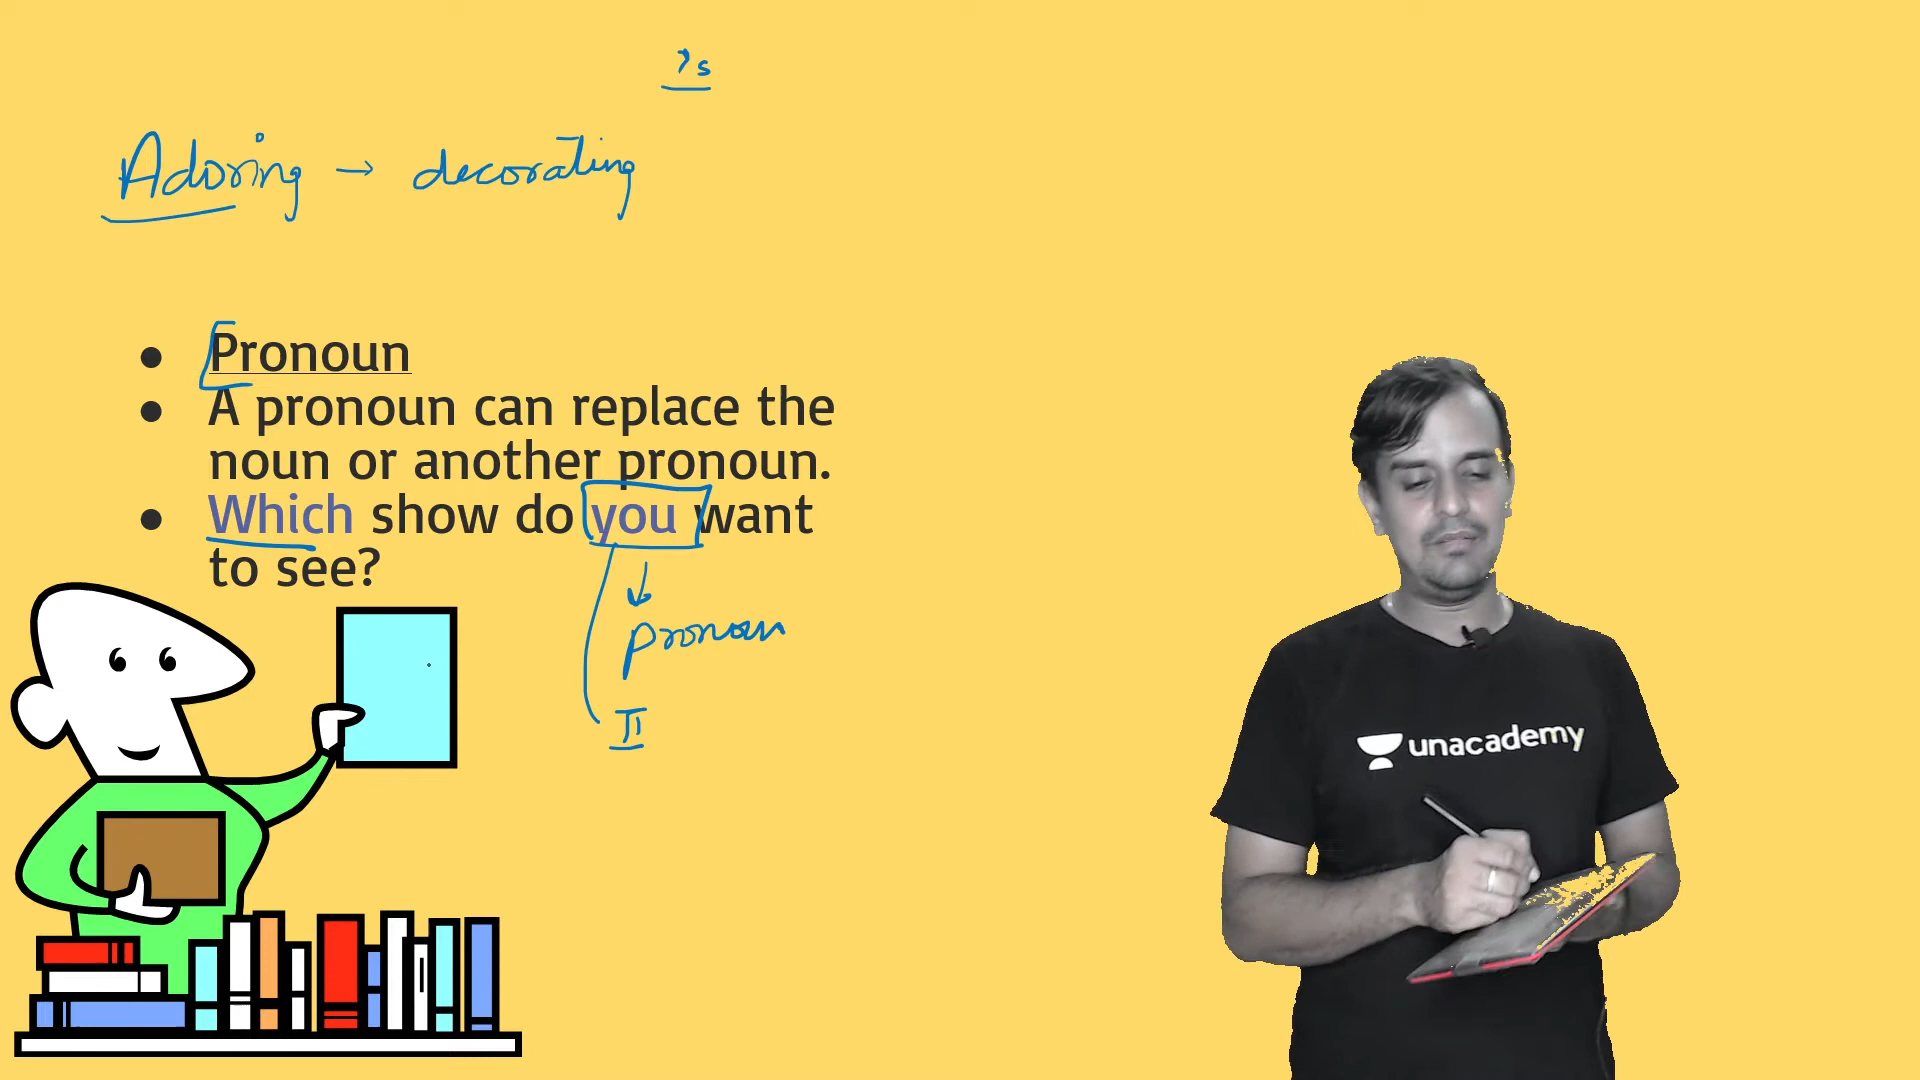 ’s
Adoring → decorating
● Pronoun
● A pronoun can replace the
noun or another pronoun.
● Which show do you want
to see?
pronoun
II
unacademy